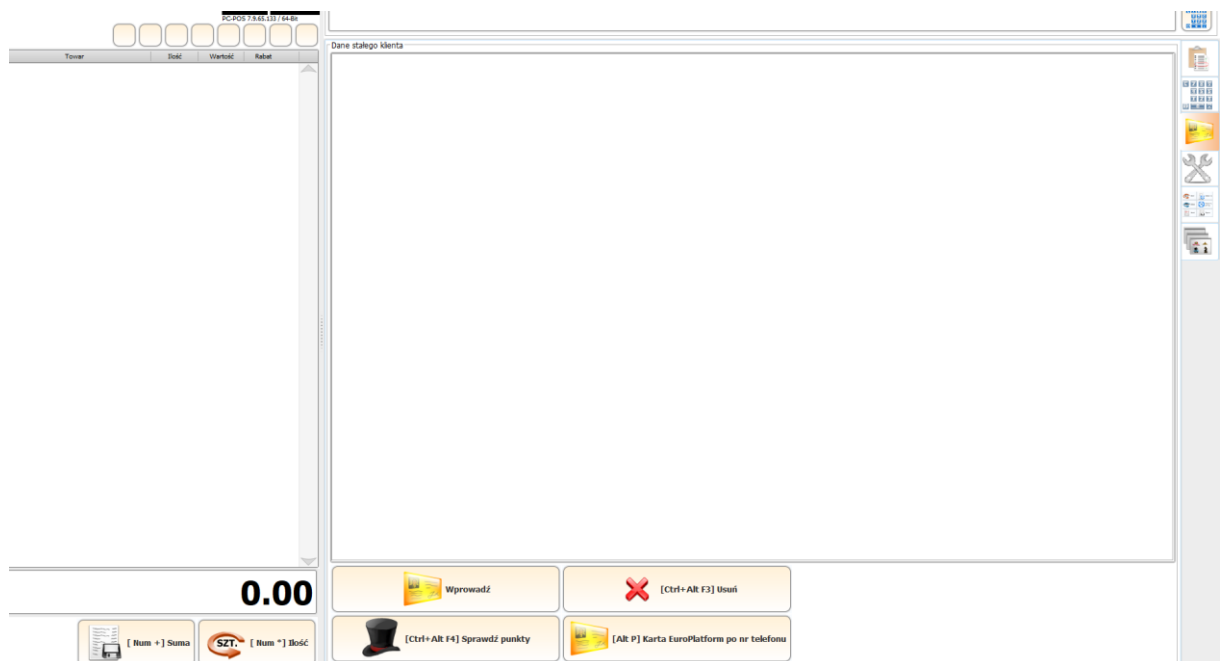 PC-POS 7.9.65.133 / 64-Bit
Towar Ilość Wartość Rabat
Dane stałego klienta
0.00
Wprowadź
[Ctrl+Alt F3] Usuń
[Num +] Suma
SZT. [Num *] Ilość
[Ctrl+Alt F4] Sprawdź punkty
[Alt P] Karta EuroPlatform po nr telefonu